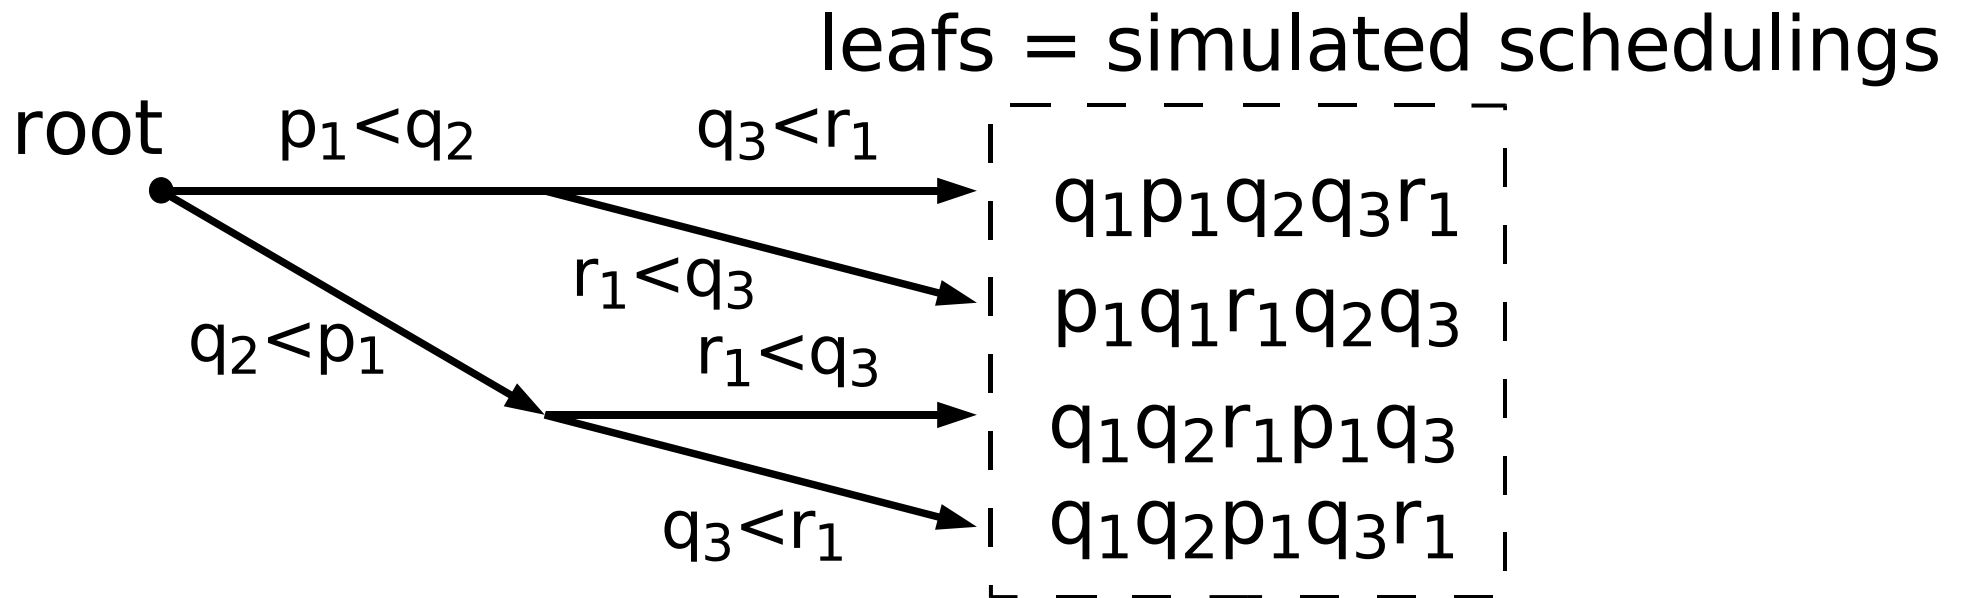 leafs = simulated schedulings
root
p₁<q₂
q₃<r₁
q₁p₁q₂q₃r₁
r₁<q₃
p₁q₁r₁q₂q₃
q₂<p₁
r₁<q₃
q₁q₂r₁p₁q₃
q₃<r₁
q₁q₂p₁q₃r₁